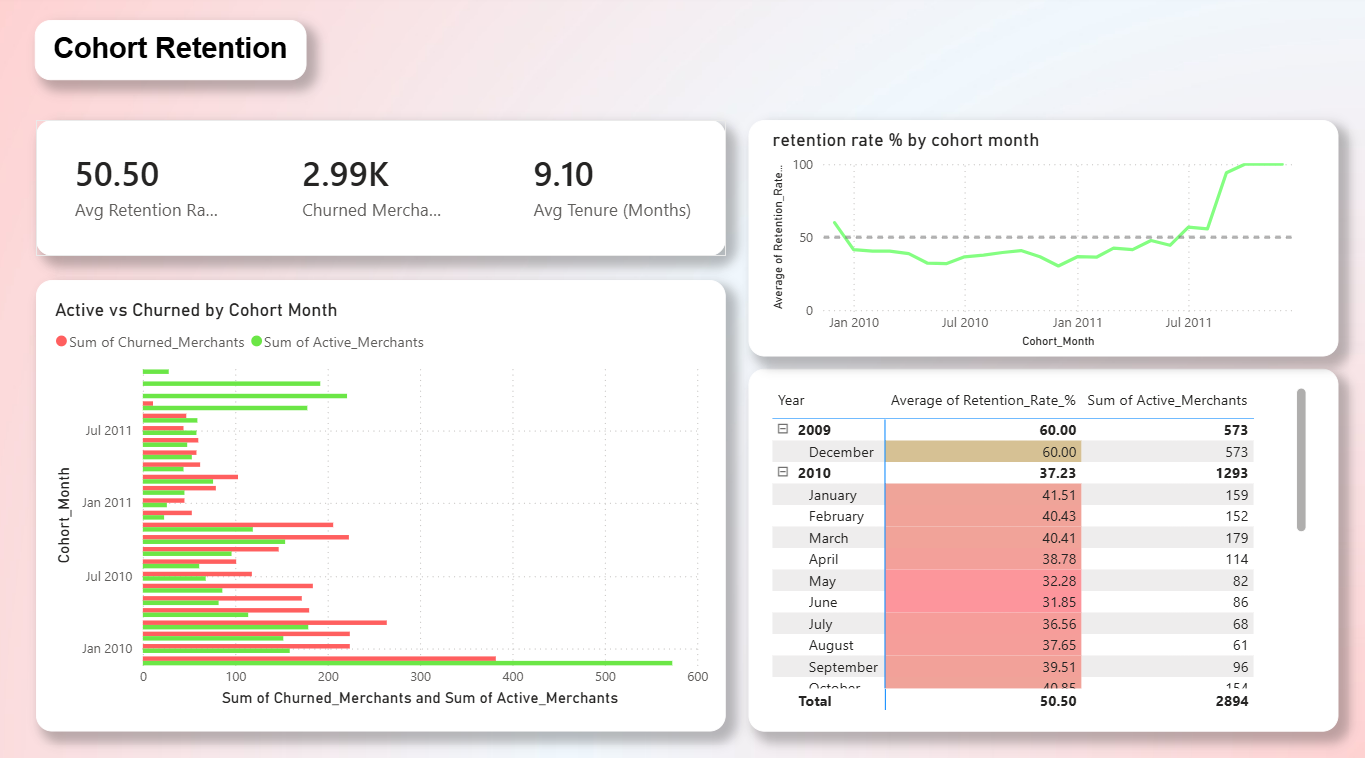 Cohort Retention
50.50
Avg Retention Ra...
2.99K
Churned Mercha...
9.10
Avg Tenure (Months)
Active vs Churned by Cohort Month
Sum of Churned_Merchants Sum of Active_Merchants
Cohort_Month
Jul 2011
Jan 2011
Jul 2010
Jan 2010
0 100 200 300 400 500 600
Sum of Churned_Merchants and Sum of Active_Merchants
retention rate % by cohort month
Average of Retention_Rate...
100
50
0
Jan 2010 Jul 2010 Jan 2011 Jul 2011
Cohort_Month
Year Average of Retention_Rate_% Sum of Active_Merchants
2009 60.00 573
December 60.00 573
2010 37.23 1293
January 41.51 159
February 40.43 152
March 40.41 179
April 38.78 114
May 32.28 82
June 31.85 86
July 36.56 68
August 37.65 61
September 39.51 96
October 40.85 154
Total 50.50 2894